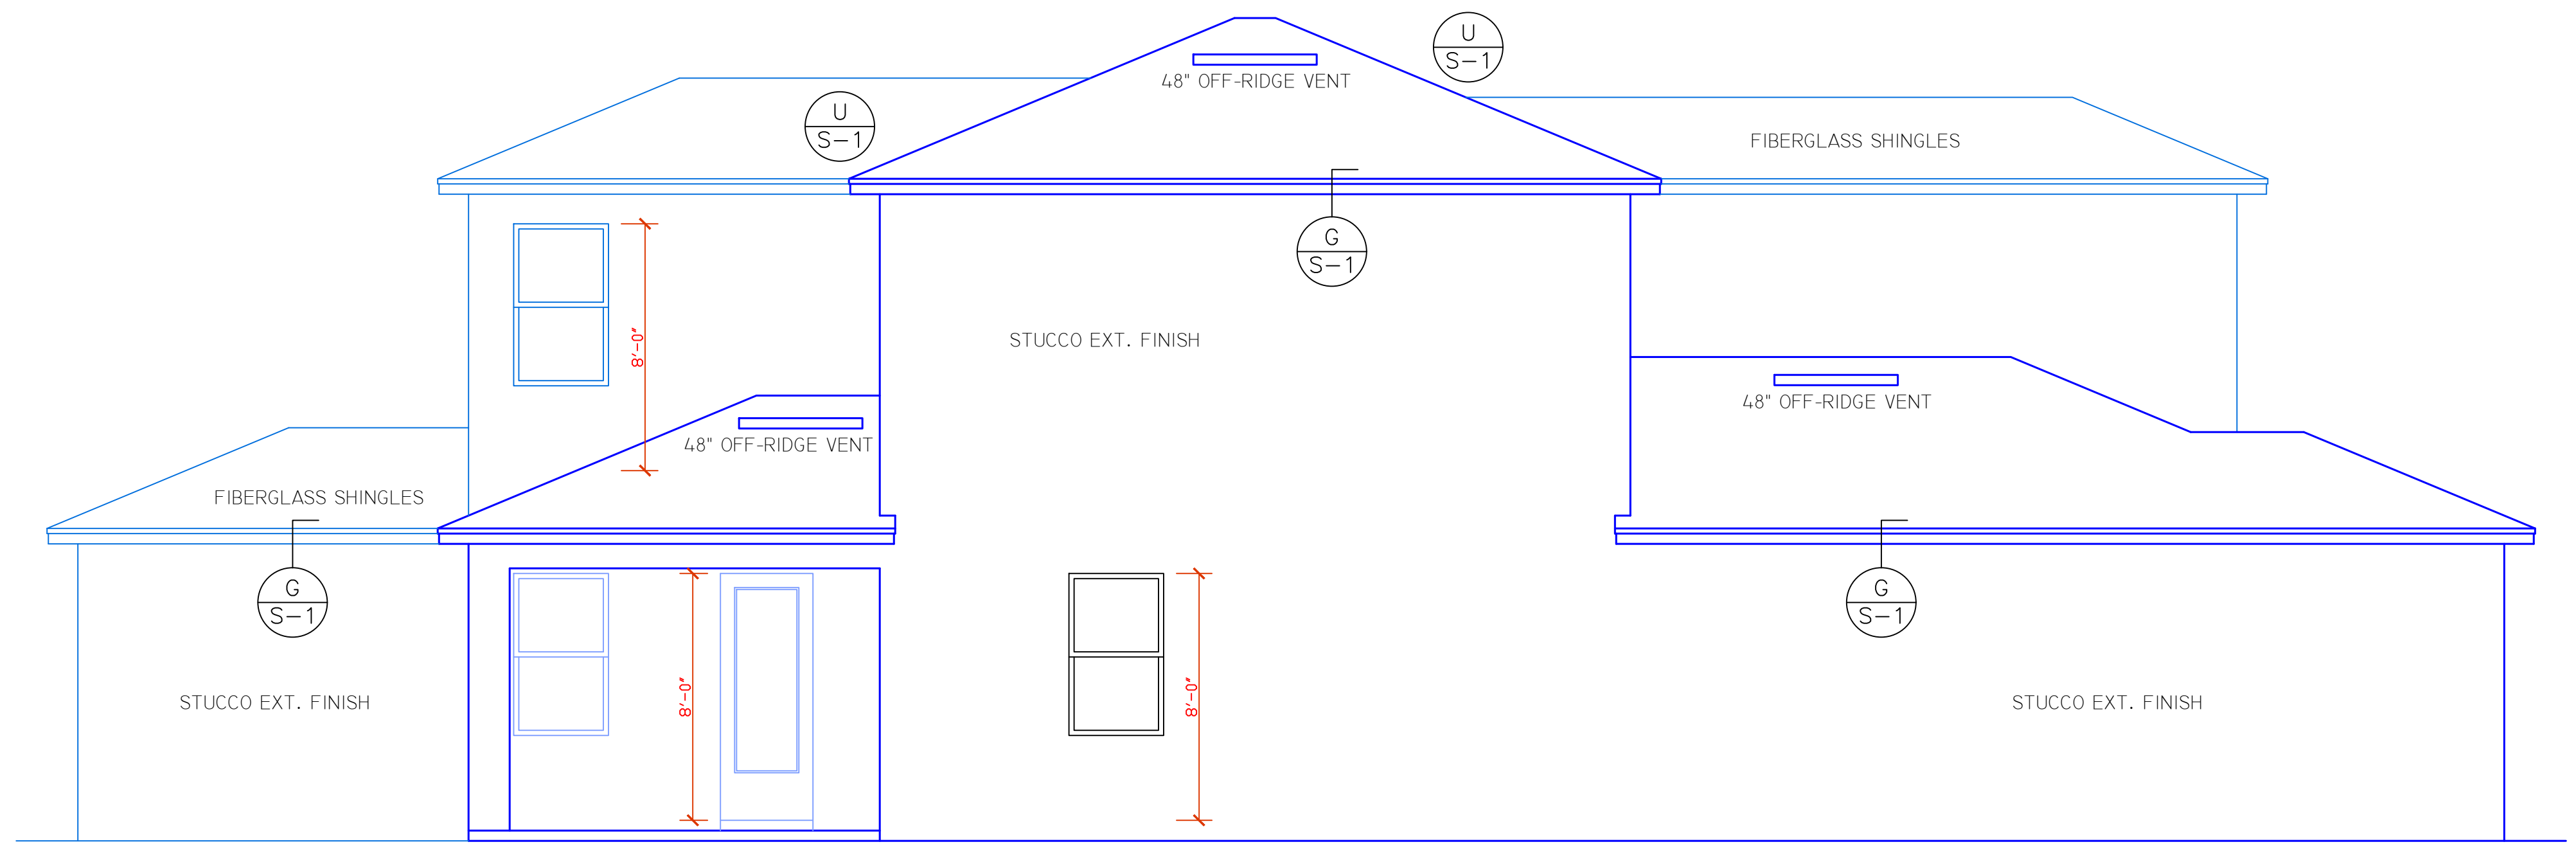 U
S-1
48" OFF-RIDGE VENT
U
S-1
FIBERGLASS SHINGLES
G
S-1
8'-0"
STUCCO EXT. FINISH
48" OFF-RIDGE VENT
48" OFF-RIDGE VENT
FIBERGLASS SHINGLES
G
S-1
G
S-1
STUCCO EXT. FINISH
8'-0"
8'-0"
STUCCO EXT. FINISH